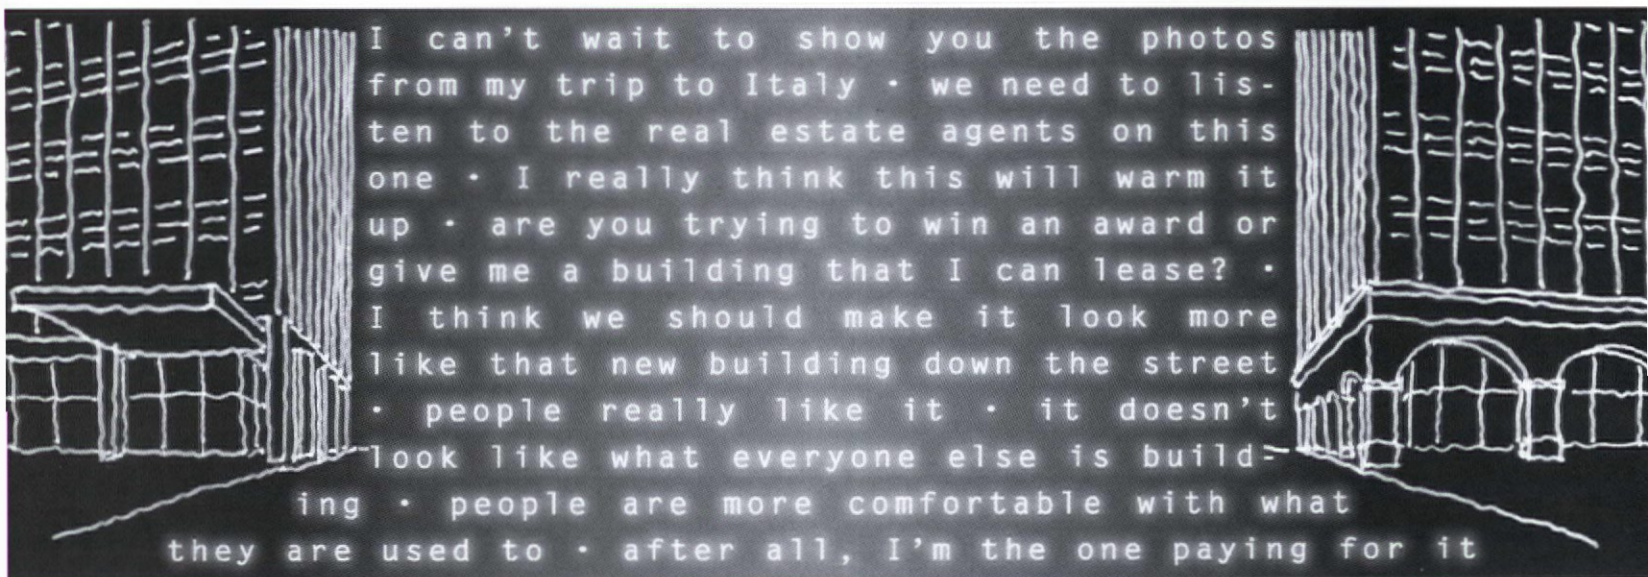 I can't wait to show you the photos
from my trip to Italy · we need to lis-
ten to the real estate agents on this
one · I really think this will warm it
up · are you trying to win an award or
give me a building that I can lease? ·
I think we should make it look more
like that new building down the street
· people really like it · it doesn't
look like what everyone else is build-
ing · people are more comfortable with what
they are used to · after all, I'm the one paying for it